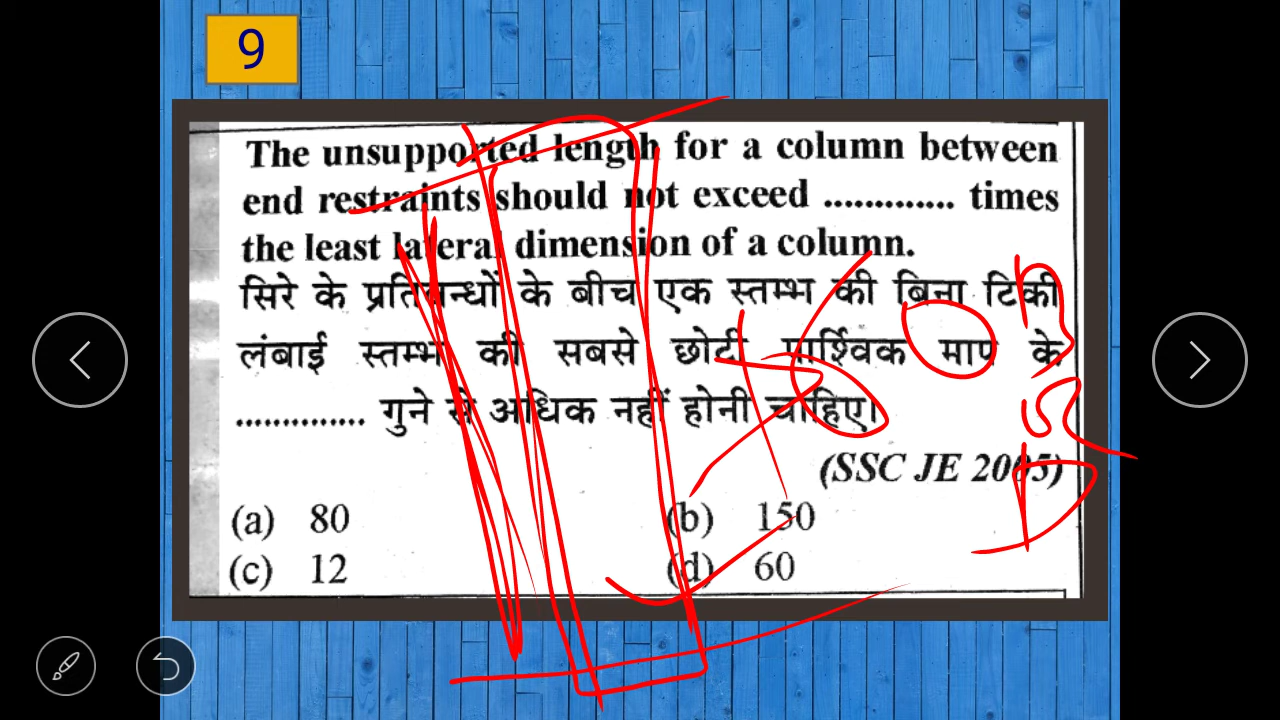 9
The unsupported length for a column between
end restraints should not exceed ............. times
the least lateral dimension of a column.
सिरे के प्रतिबन्धों के बीच एक स्तम्भ की बिना टिकी
लंबाई स्तम्भ की सबसे छोटी पार्श्विक माप के
.............. गुने से अधिक नहीं होनी चाहिए।
(SSC JE 2005)
(a) 80 (b) 150
(c) 12 (d) 60